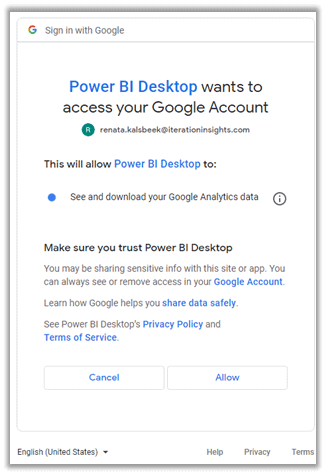 Sign in with Google
Power BI Desktop wants to
access your Google Account
R renata.kalsbeek@iterationinsights.com
This will allow Power BI Desktop to:
See and download your Google Analytics data
Make sure you trust Power BI Desktop
You may be sharing sensitive info with this site or app. You
can always see or remove access in your Google Account.
Learn how Google helps you share data safely.
See Power BI Desktop's Privacy Policy and
Terms of Service.
Cancel Allow
English (United States) Help Privacy Terms